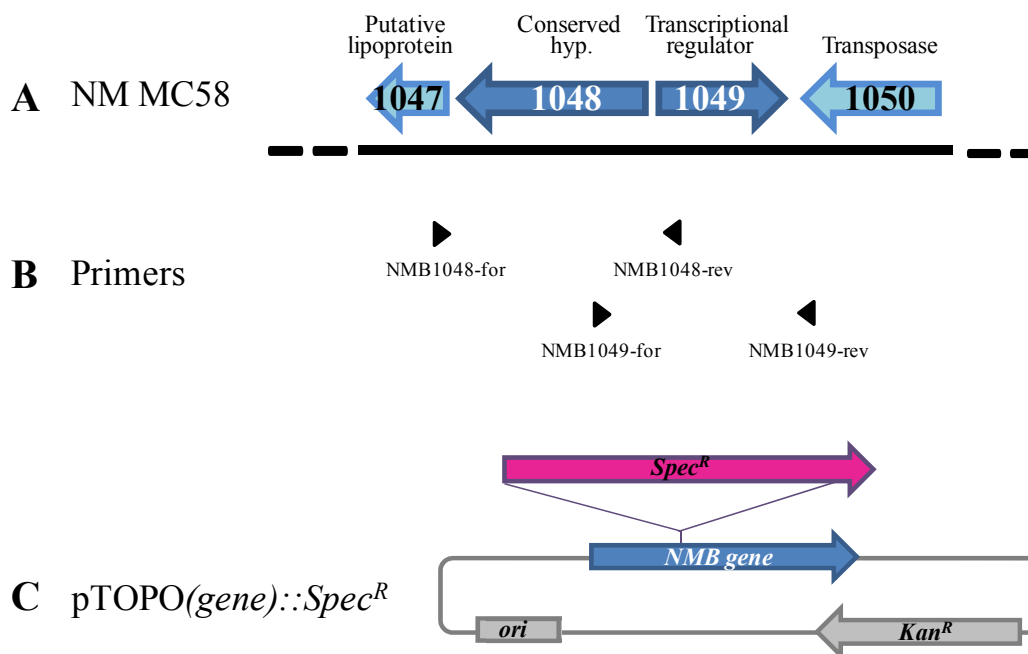 Putative lipoprotein
Conserved hyp.
Transcriptional regulator
Transposase
A NM MC58
1047 1048 1049 1050
B Primers
NMB1048-for NMB1048-rev
NMB1049-for NMB1049-rev
Spec^R
NMB gene
C pTOPO(gene)::Spec^R
ori Kan^R